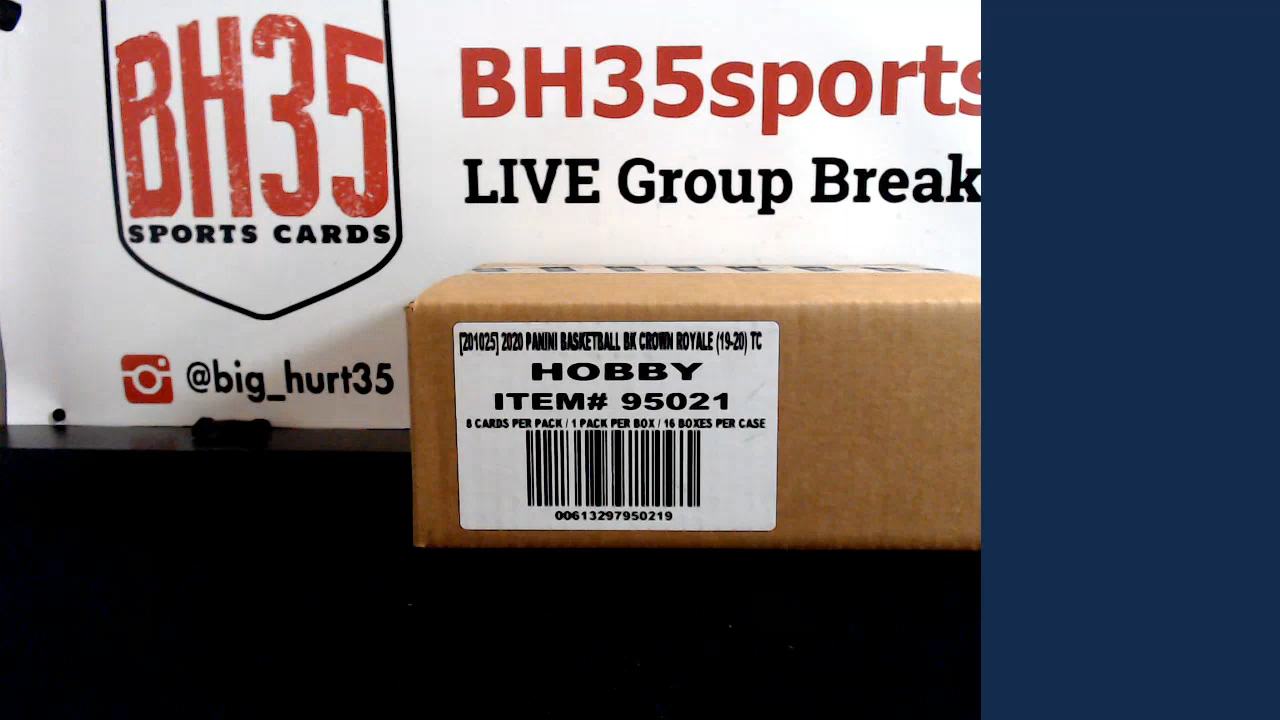 BH35
SPORTS CARDS
@big_hurt35
BH35sports
LIVE Group Break
[201025] 2020 PANINI BASKETBALL BK CROWN ROYALE (19-20) TC
HOBBY
ITEM# 95021
8 CARDS PER PACK / 1 PACK PER BOX / 16 BOXES PER CASE
00613297950219